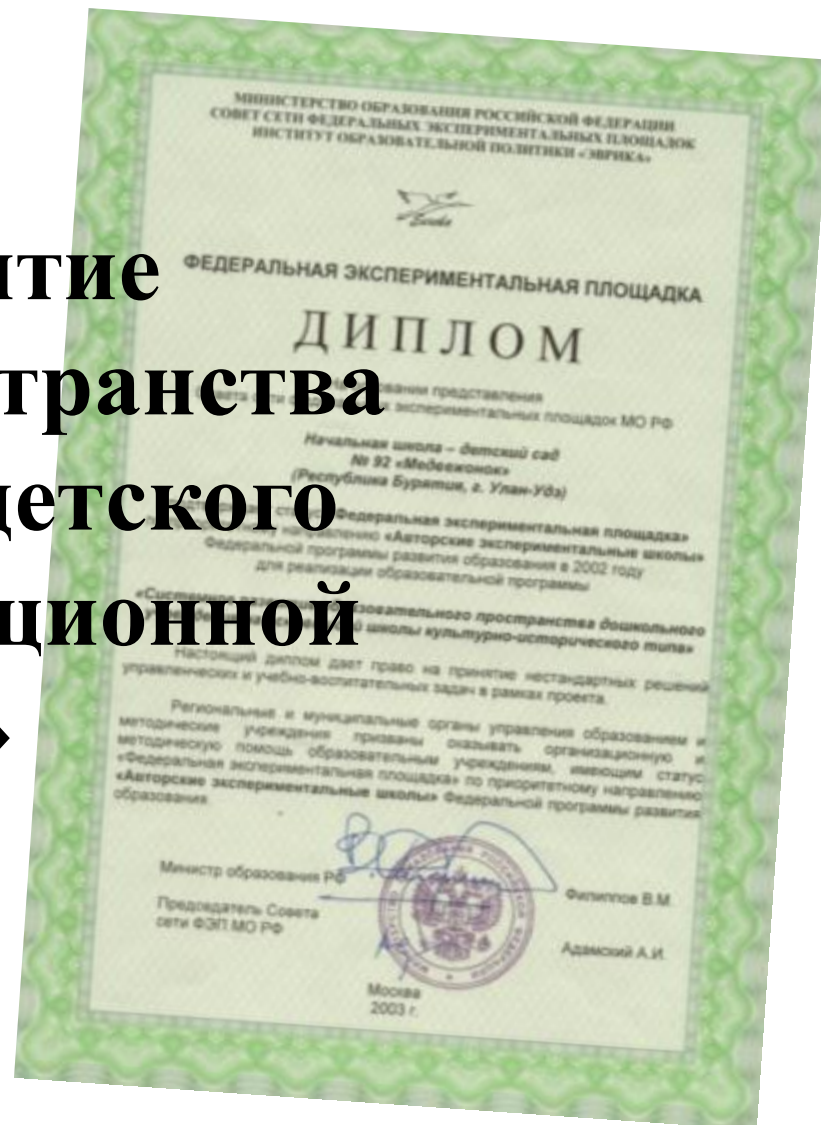 МИНИСТЕРСТВО ОБРАЗОВАНИЯ РОССИЙСКОЙ ФЕДЕРАЦИИ
СОВЕТ СЕТИ ФЕДЕРАЛЬНЫХ ЭКСПЕРИМЕНТАЛЬНЫХ ПЛОЩАДОК
ИНСТИТУТ ОБРАЗОВАТЕЛЬНОЙ ПОЛИТИКИ «ЭВРИКА»
Eureka
ФЕДЕРАЛЬНАЯ ЭКСПЕРИМЕНТАЛЬНАЯ ПЛОЩАДКА
ДИПЛОМ
представления
экспериментальных площадок МО РФ
Начальная школа – детский сад
№ 92 «Медвежонок»
(Республика Бурятия, г. Улан-Удэ)
«Федеральная экспериментальная площадка»
направлению «Авторские экспериментальные школы»
Федеральной программы развития образования в 2002 году
для реализации образовательной программы
пространства дошкольного
школы культурно-исторического типа»
Настоящий диплом дает право на принятие нестандартных решений
управленческих и учебно-воспитательных задач в рамках проекта.
Региональные и муниципальные органы управления образованием и
методические учреждения призваны оказывать организационную и
методическую помощь образовательным учреждениям, имеющим статус
«Федеральная экспериментальная площадка» по приоритетному направлению
«Авторские экспериментальные школы» Федеральной программы развития
образования.
Министр образования РФ
Филиппов В.М.
Председатель Совета
сети ФЭП МО РФ
Адамский А.И.
Москва
2003 г.
итие
транства
детского
ционной
»